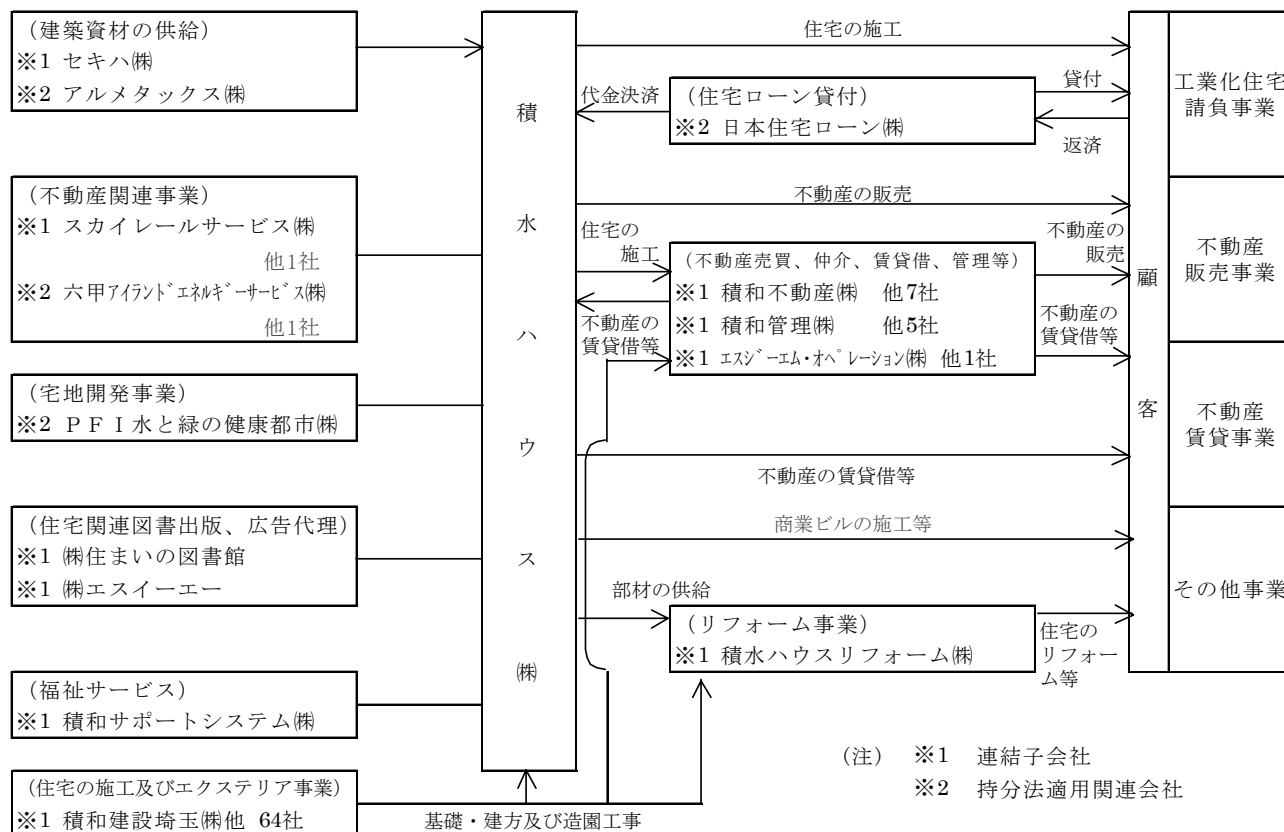 （建築資材の供給）
※1 セキハ㈱
※2 アルメタックス㈱
（不動産関連事業）
※1 スカイレールサービス㈱
他1社
※2 六甲ｱｲﾗﾝﾄﾞｴﾈﾙｷﾞｰｻｰﾋﾞｽ㈱
他1社
（宅地開発事業）
※2 ＰＦＩ水と緑の健康都市㈱
（住宅関連図書出版、広告代理）
※1 ㈱住まいの図書館
※1 ㈱エスイーエー
（福祉サービス）
※1 積和サポートシステム㈱
（住宅の施工及びエクステリア事業）
※1 積和建設埼玉㈱他 64社
積水ハウス㈱
住宅の施工
代金決済
（住宅ローン貸付）
※2 日本住宅ローン㈱
貸付
返済
不動産の販売
住宅の
施工
（不動産売買、仲介、賃貸借、管理等）
※1 積和不動産㈱ 他7社
※1 積和管理㈱ 他5社
※1 ｴｽｼﾞｰｴﾑ・ｵﾍﾟﾚｰｼｮﾝ㈱ 他1社
不動産の
賃貸借等
不動産の
販売
不動産の
賃貸借等
不動産の賃貸借等
商業ビルの施工等
部材の供給
（リフォーム事業）
※1 積水ハウスリフォーム㈱
住宅の
リフォー
ム等
基礎・建方及び造園工事
顧客
工業化住宅
請負事業
不動産
販売事業
不動産
賃貸事業
その他事業
（注） ※1 連結子会社
※2 持分法適用関連会社